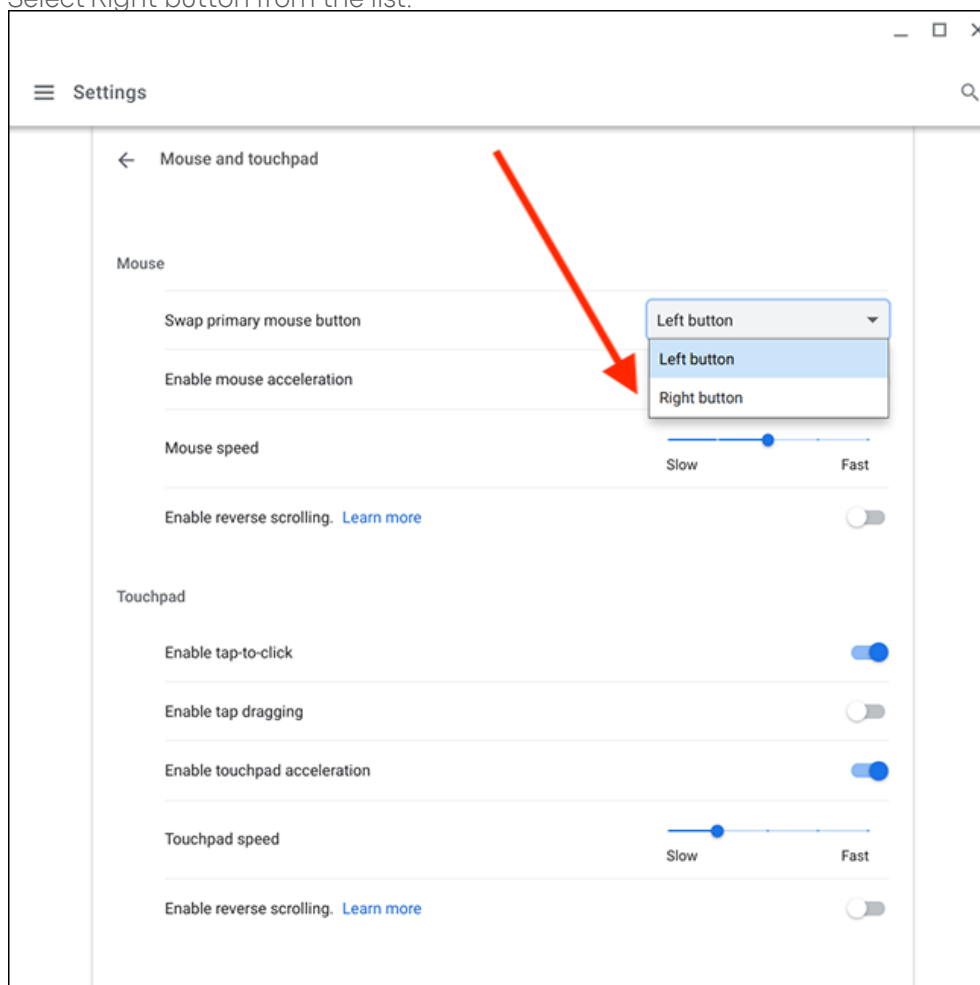 Select Right button from the list.
Settings
Mouse and touchpad
Mouse
Swap primary mouse button
Left button
Left button
Enable mouse acceleration
Right button
Mouse speed
Slow
Fast
Enable reverse scrolling. Learn more
Touchpad
Enable tap-to-click
Enable tap dragging
Enable touchpad acceleration
Touchpad speed
Slow
Fast
Enable reverse scrolling. Learn more